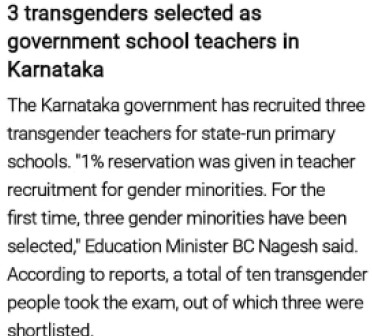 3 transgenders selected as
government school teachers in
Karnataka
The Karnataka government has recruited three
transgender teachers for state-run primary
schools. "1% reservation was given in teacher
recruitment for gender minorities. For the
first time, three gender minorities have been
selected," Education Minister BC Nagesh said.
According to reports, a total of ten transgender
people took the exam, out of which three were
shortlisted.